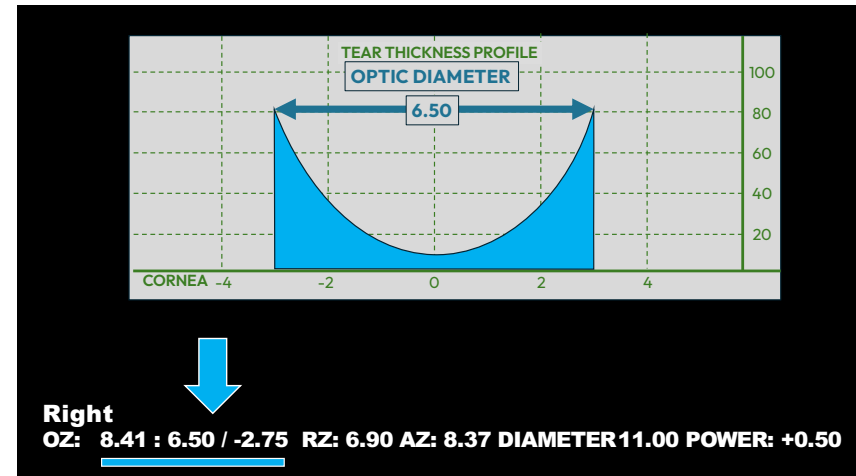 TEAR THICKNESS PROFILE
OPTIC DIAMETER
6.50
100
80
60
40
20
CORNEA -4 -2 0 2 4
Right
OZ: 8.41 : 6.50 / -2.75 RZ: 6.90 AZ: 8.37 DIAMETER 11.00 POWER: +0.50